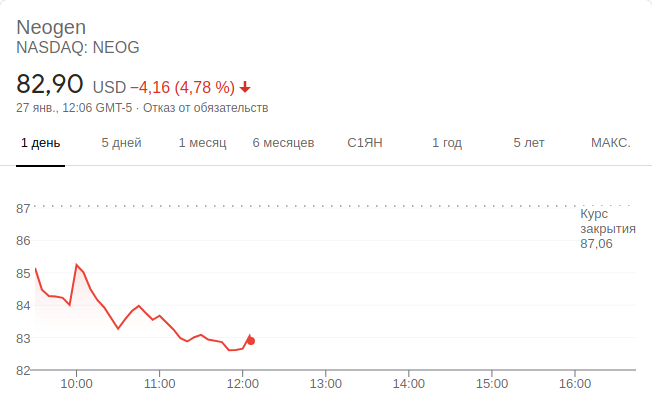 Neogen
NASDAQ: NEOG
82,90 USD −4,16 (4,78 %)
27 янв., 12:06 GMT-5 · Отказ от обязательств
1 день 5 дней 1 месяц 6 месяцев С1ЯН 1 год 5 лет МАКС.
87
Курс
закрытия
87,06
86
85
84
83
82
10:00 11:00 12:00 13:00 14:00 15:00 16:00